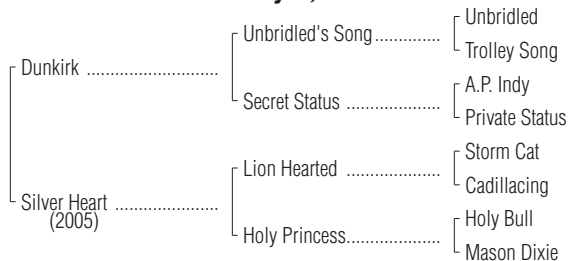 Unbridled
Unbridled's Song ..............
Trolley Song
Dunkirk ............................
A.P. Indy
Secret Status ....................
Private Status
Storm Cat
Lion Hearted ....................
Cadillacing
Silver Heart ......................
(2005)
Holy Bull
Holy Princess....................
Mason Dixie